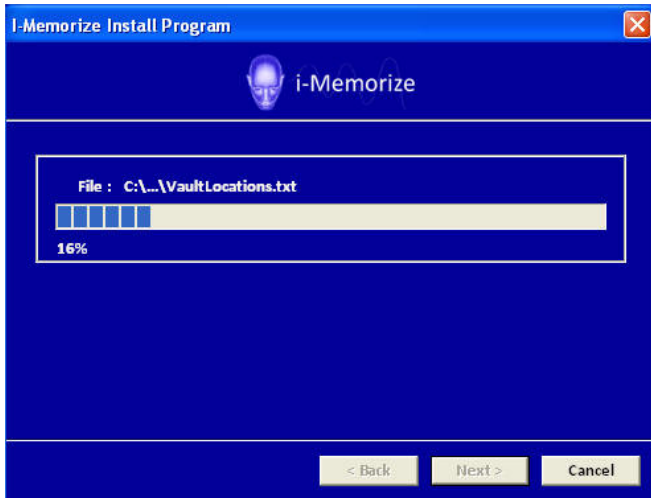 I-Memorize Install Program
i-Memorize
File : C:\...\VaultLocations.txt
16%
< Back Next > Cancel